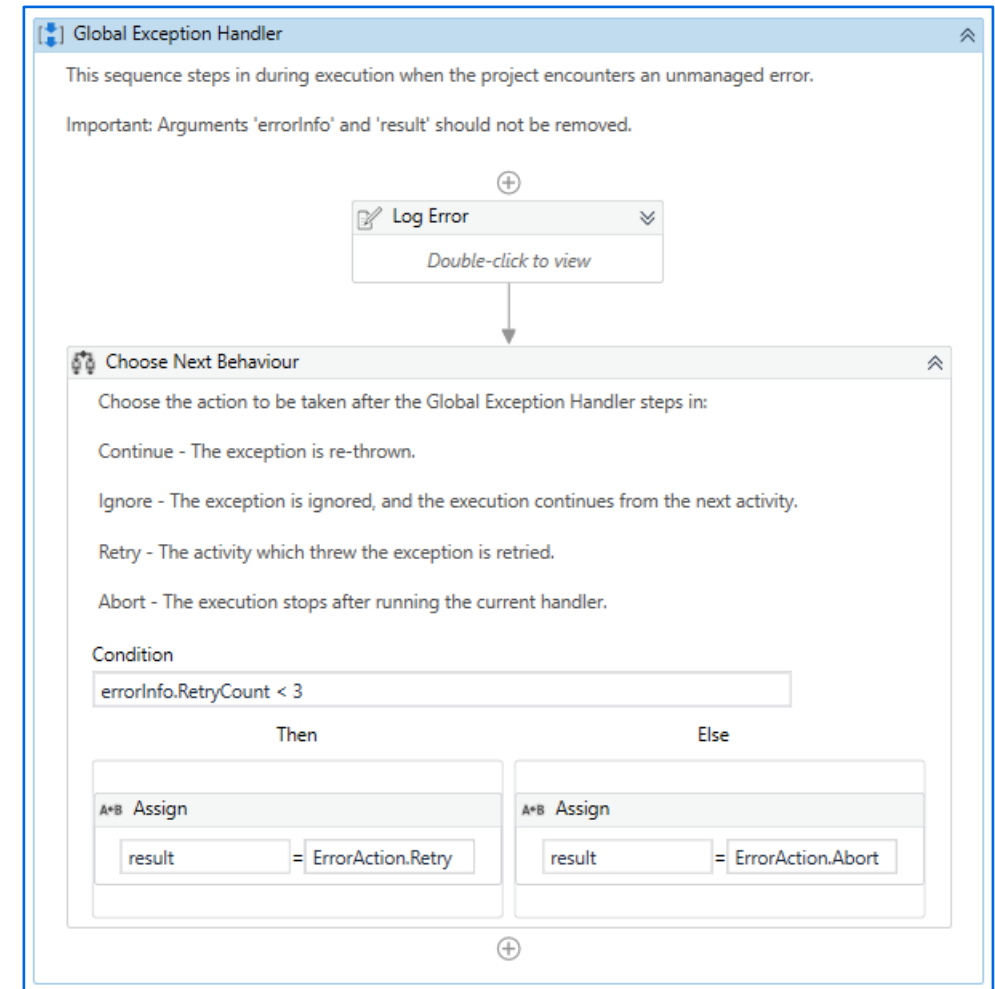 Global Exception Handler
This sequence steps in during execution when the project encounters an unmanaged error.
Important: Arguments 'errorInfo' and 'result' should not be removed.
Log Error
Double-click to view
Choose Next Behaviour
Choose the action to be taken after the Global Exception Handler steps in:
Continue - The exception is re-thrown.
Ignore - The exception is ignored, and the execution continues from the next activity.
Retry - The activity which threw the exception is retried.
Abort - The execution stops after running the current handler.
Condition
errorInfo.RetryCount < 3
Then Else
A+B Assign A+B Assign
result = ErrorAction.Retry result = ErrorAction.Abort